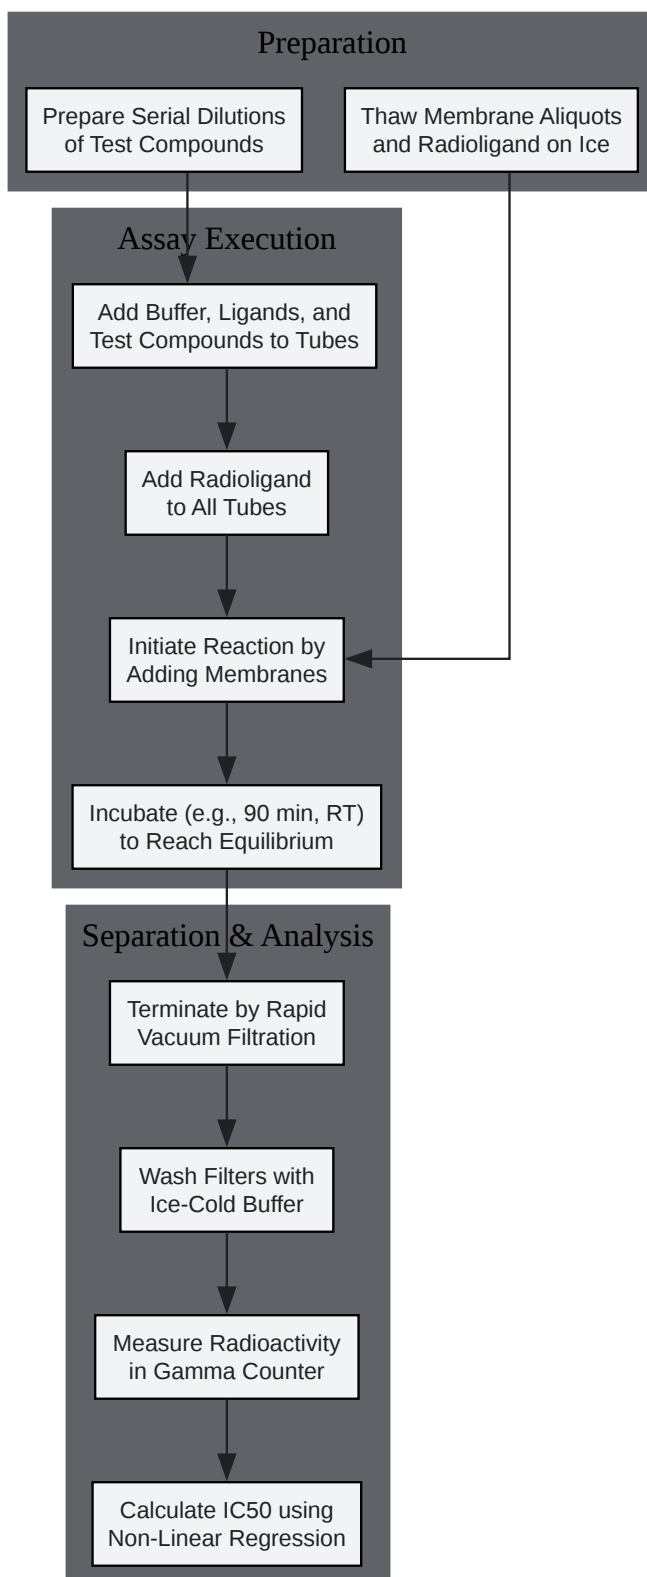 Preparation
Prepare Serial Dilutions
of Test Compounds
Thaw Membrane Aliquots
and Radioligand on Ice
Assay Execution
Add Buffer, Ligands, and
Test Compounds to Tubes
Add Radioligand
to All Tubes
Initiate Reaction by
Adding Membranes
Incubate (e.g., 90 min, RT)
to Reach Equilibrium
Separation & Analysis
Terminate by Rapid
Vacuum Filtration
Wash Filters with
Ice-Cold Buffer
Measure Radioactivity
in Gamma Counter
Calculate IC50 using
Non-Linear Regression